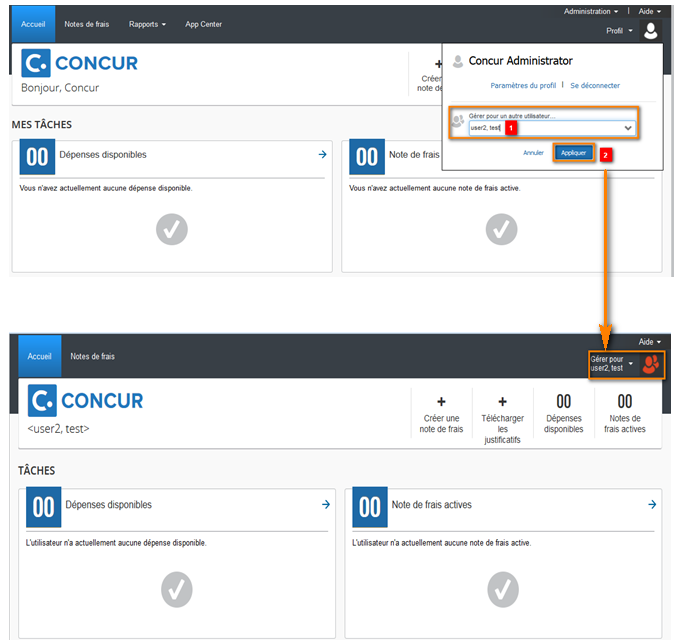 Administration | Aide
Accueil Notes de frais Rapports App Center
Profil
C. CONCUR
Bonjour, Concur
+
Créer
note de
Concur Administrator
Paramètres du profil | Se déconnecter
Gérer pour un autre utilisateur...
user2, test 1
Annuler Appliquer 2
MES TÂCHES
00 Dépenses disponibles
Vous n'avez actuellement aucune dépense disponible.
00 Note de frais
Vous n'avez actuellement aucune note de frais active.
Aide
Accueil Notes de frais
Gérer pour
user2, test
C. CONCUR
<user2, test>
+
Créer une
note de frais
+
Télécharger
les
justificatifs
00
Dépenses
disponibles
00
Notes de
frais actives
TÂCHES
00 Dépenses disponibles
L'utilisateur n'a actuellement aucune dépense disponible.
00 Note de frais actives
L'utilisateur n'a actuellement aucune note de frais active.